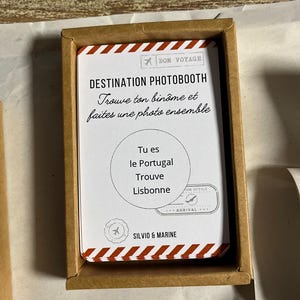 BON VOYAGE
DESTINATION PHOTOBOOTH
Trouve ton binôme et
faites une photo ensemble
Tu es
le Portugal
Trouve
Lisbonne
ARRIVAL
SILVIO & MARINE